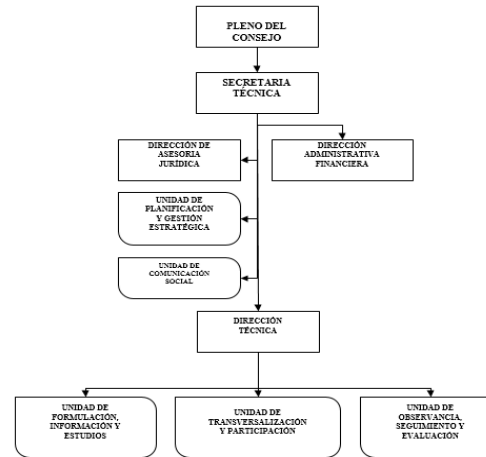 PLENO DEL
CONSEJO
SECRETARIA
TÉCNICA
DIRECCIÓN DE
ASESORIA
JURÍDICA
DIRECCIÓN
ADMINISTRATIVA
FINANCIERA
UNIDAD DE
PLANIFICACIÓN
Y GESTIÓN
ESTRATÉGICA
UNIDAD DE
COMUNICACIÓN
SOCIAL
DIRECCIÓN
TÉCNICA
UNIDAD DE
FORMULACIÓN,
INFORMACIÓN Y
ESTUDIOS
UNIDAD DE
TRANSVERSALIZACIÓN
Y PARTICIPACIÓN
UNIDAD DE
OBSERVANCIA,
SEGUIMIENTO Y
EVALUACIÓN